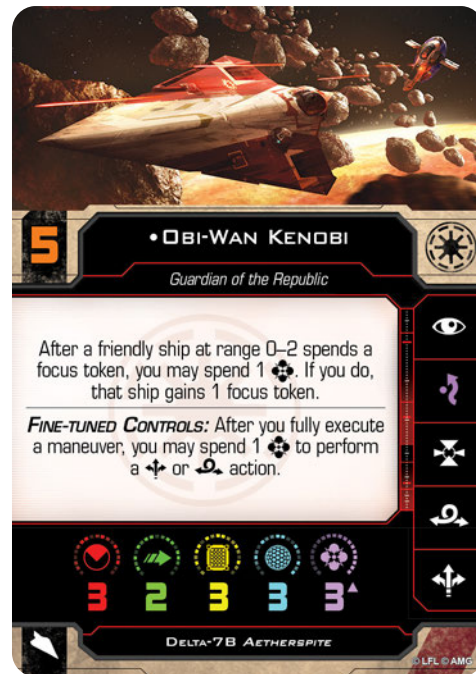 5
•Obi-Wan Kenobi
Guardian of the Republic
After a friendly ship at range 0–2 spends a
focus token, you may spend 1 . If you do,
that ship gains 1 focus token.
Fine-tuned Controls: After you fully execute
a maneuver, you may spend 1 to perform
a or action.
3 2 3 3 3
Delta-7B Aetherspite
©LFL ©AMG